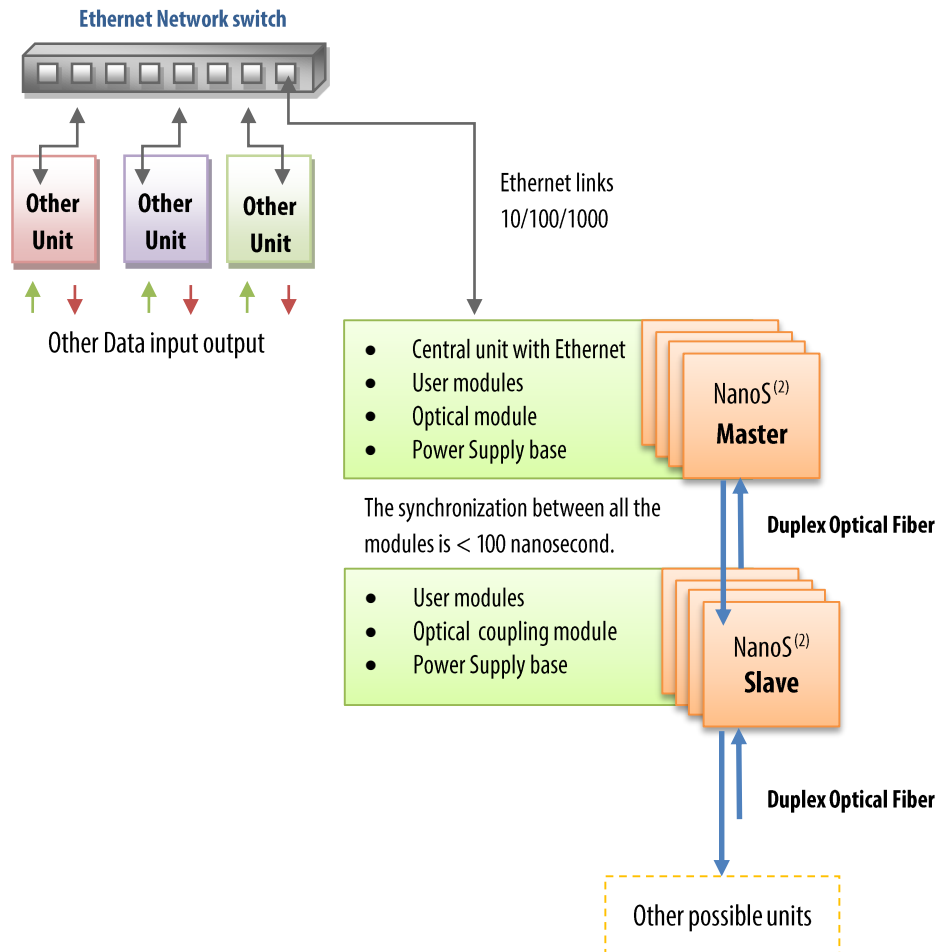 Ethernet Network switch
Other
Unit
Other
Unit
Other
Unit
Other Data input output
Ethernet links
10/100/1000
• Central unit with Ethernet
• User modules
• Optical module
• Power Supply base
NanoS(2)
Master
The synchronization between all the
modules is < 100 nanosecond.
Duplex Optical Fiber
• User modules
• Optical coupling module
• Power Supply base
NanoS(2)
Slave
Duplex Optical Fiber
Other possible units